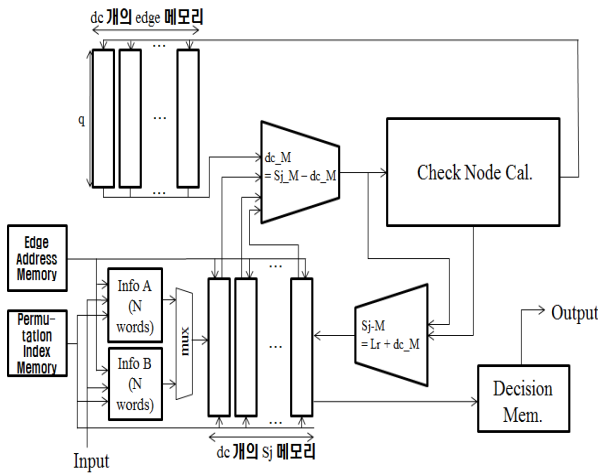 dc 개의 edge 메모리
...
q
...
dc_M
= Sj_M – dc_M
Check Node Cal.
Edge
Address
Memory
Permu-
tation
Index
Memory
Info A
(N
words)
Info B
(N
words)
mux
...
...
...
Sj-M
= Lr + dc_M
Output
Decision
Mem.
Input
dc 개의 Sj 메모리